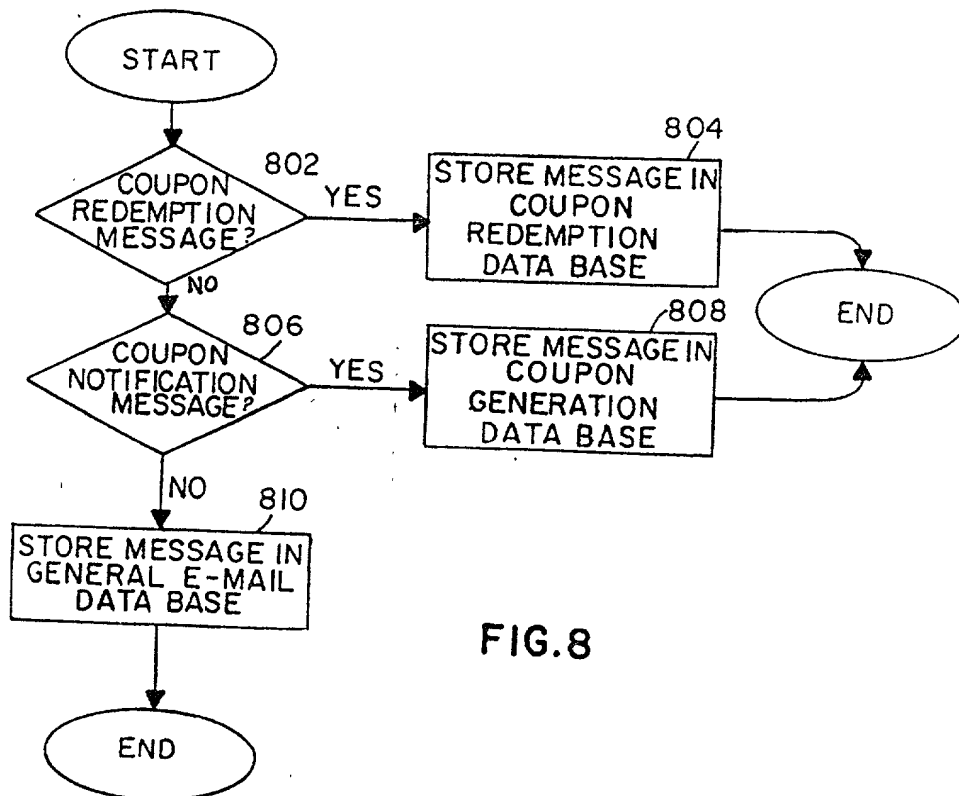 START
802
COUPON
REDEMPTION
MESSAGE?
YES
804
STORE MESSAGE IN
COUPON
REDEMPTION
DATA BASE
NO
806
COUPON
NOTIFICATION
MESSAGE?
YES
808
STORE MESSAGE IN
COUPON
GENERATION
DATA BASE
END
NO
810
STORE MESSAGE IN
GENERAL E-MAIL
DATA BASE
FIG.8
END